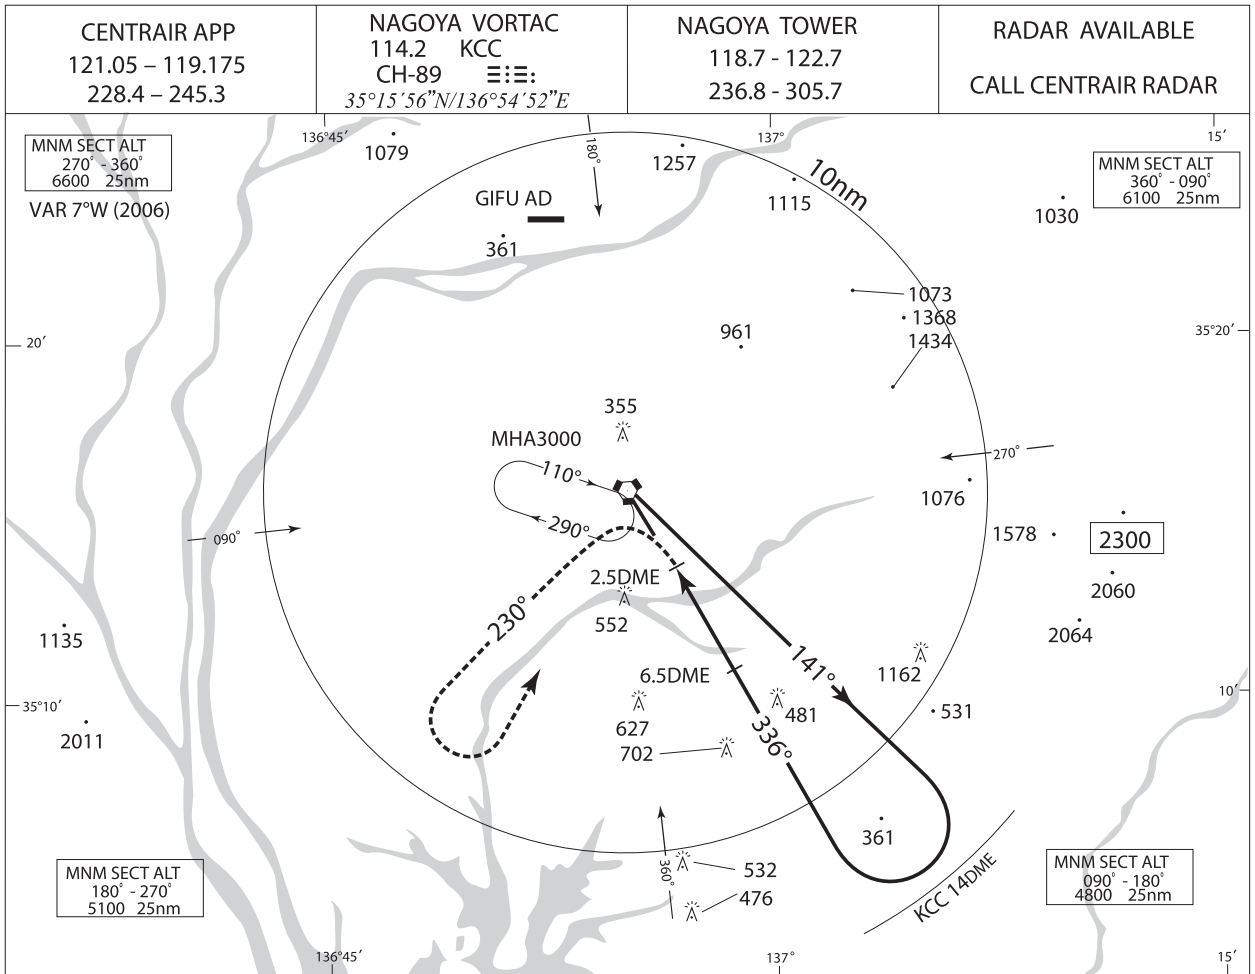 CENTRAIR APP
121.05 – 119.175
228.4 – 245.3
NAGOYA VORTAC
114.2 KCC
CH-89
35°15´56”N/136°54´52”E
NAGOYA TOWER
118.7 - 122.7
236.8 - 305.7
RADAR AVAILABLE
CALL CENTRAIR RADAR
MNM SECT ALT
270° - 360°
6600 25nm
VAR 7°W (2006)
136°45′
1079
180°
1257
137°
15′
MNM SECT ALT
360° - 090°
6100 25nm
10nm
1115
1030
GIFU AD
361
1073
1368
1434
961
20′
35°20′
355
MHA3000
110°
290°
270°
1076
090°
1578
2300
2060
2064
2.5DME
552
230°
1135
141°
1162
6.5DME
10′
35°10′
2011
627
481
531
702
336°
361
KCC 14DME
532
360°
476
MNM SECT ALT
180° - 270°
5100 25nm
MNM SECT ALT
090° - 180°
4800 25nm
136°45′
137°
15′